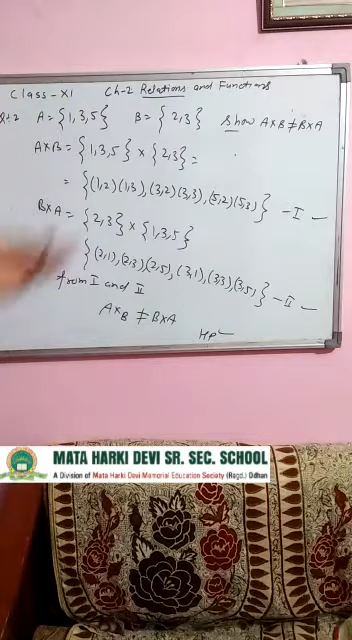 Class - XI Ch-2 Relations and Functions
Q:- 2 A = {1, 3, 5} B = {2, 3} Show A×B ≠ B×A
A×B = {1, 3, 5} × {2, 3} =
= {(1,2) (1,3), (3,2) (3,3), (5,2) (5,3)} - I -
B×A = {2, 3} × {1, 3, 5}
{(2,1), (2,3) (2,5), (3,1), (3,3) (3,5)} - II -
from I and II
A×B ≠ B×A
HP
MATA HARKI DEVI SR. SEC. SCHOOL
A Division of Mata Harki Devi Memorial Education Society (Regd.) Odhan